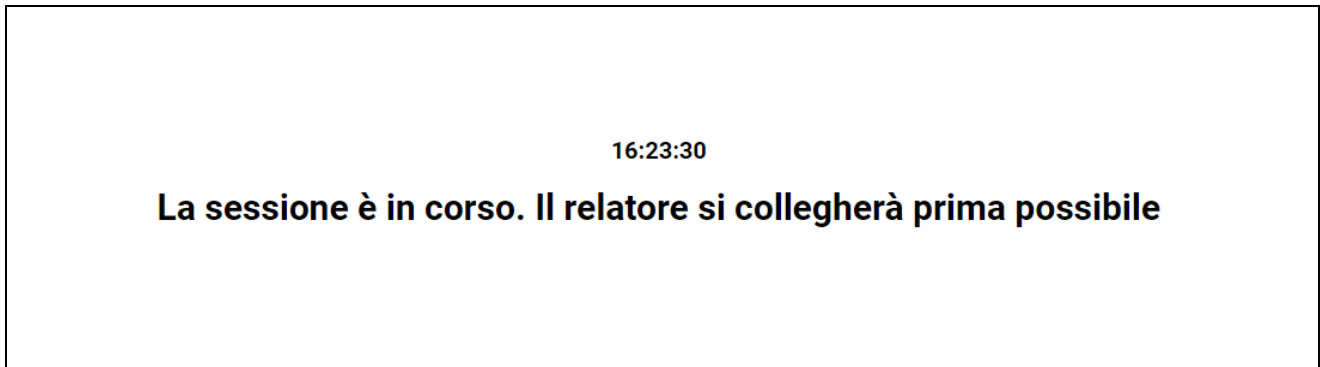 16:23:30
La sessione è in corso. Il relatore si collegherà prima possibile